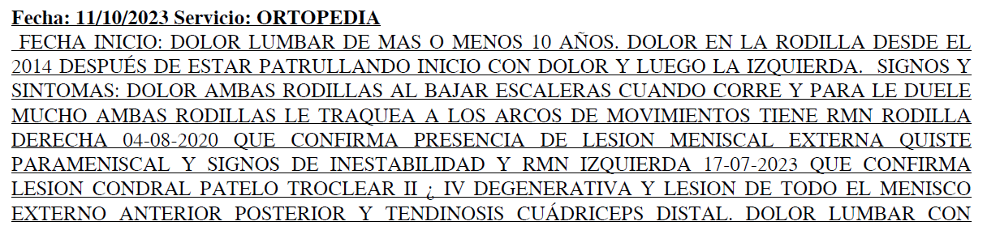 Fecha: 11/10/2023 Servicio: ORTOPEDIA
FECHA INICIO: DOLOR LUMBAR DE MAS O MENOS 10 AÑOS. DOLOR EN LA RODILLA DESDE EL
2014 DESPUÉS DE ESTAR PATRULLANDO INICIO CON DOLOR Y LUEGO LA IZQUIERDA. SIGNOS Y
SINTOMAS: DOLOR AMBAS RODILLAS AL BAJAR ESCALERAS CUANDO CORRE Y PARA LE DUELE
MUCHO AMBAS RODILLAS LE TRAQUEA A LOS ARCOS DE MOVIMIENTOS TIENE RMN RODILLA
DERECHA 04-08-2020 QUE CONFIRMA PRESENCIA DE LESION MENISCAL EXTERNA QUISTE
PARAMENISCAL Y SIGNOS DE INESTABILIDAD Y RMN IZQUIERDA 17-07-2023 QUE CONFIRMA
LESION CONDRAL PATELO TROCLEAR II ¿ IV DEGENERATIVA Y LESION DE TODO EL MENISCO
EXTERNO ANTERIOR POSTERIOR Y TENDINOSIS CUÁDRICEPS DISTAL. DOLOR LUMBAR CON